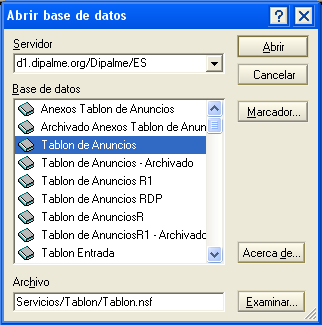 Abrir base de datos
Servidor
d1.dipalme.org/Dipalme/ES
Abrir
Cancelar
Base de datos
Anexos Tablon de Anuncios
Archivado Anexos Tablon de Anun
Tablon de Anuncios
Tablon de Anuncios - Archivado
Tablon de Anuncios R1
Tablon de Anuncios RDP
Tablon de AnunciosR
Tablon de AnunciosR1 - Archivado
Tablon Entrada
Marcador...
Acerca de...
Archivo
Servicios/Tablon/Tablon.nsf
Examinar...